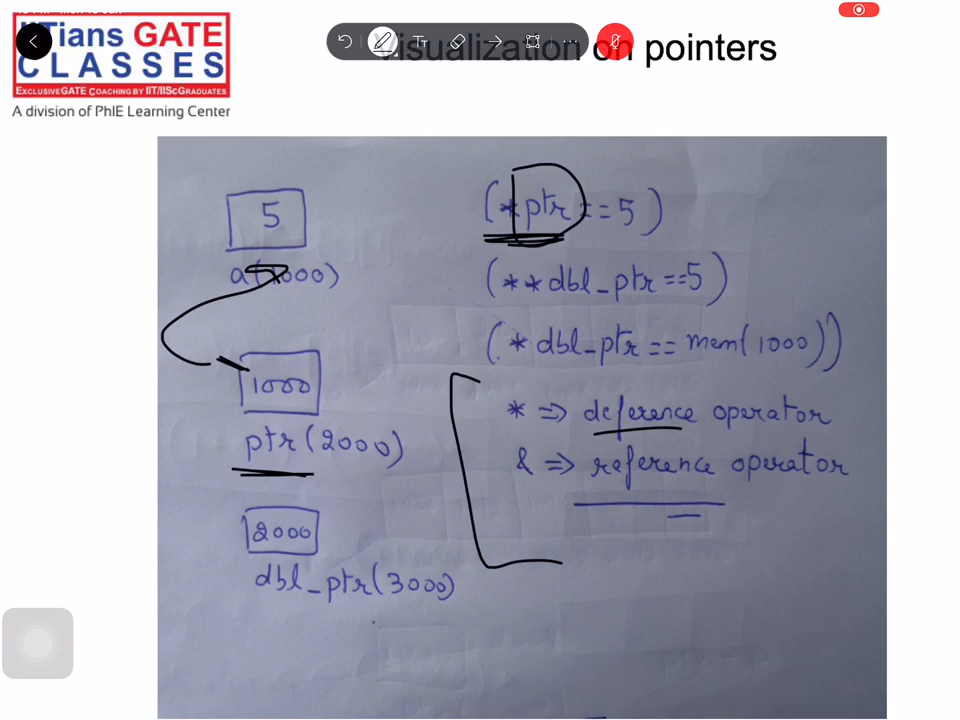 IITians GATE
CLASSES
EXCLUSIVE GATE COACHING BY IIT/IISC GRADUATES
A division of PhIE Learning Center
Visualization on pointers
TT
5
a(1000)
1000
ptr(2000)
2000
dbl_ptr(3000)
(*ptr == 5)
(**dbl_ptr == 5)
(*dbl_ptr == mem(1000))
* => deference operator
& => reference operator